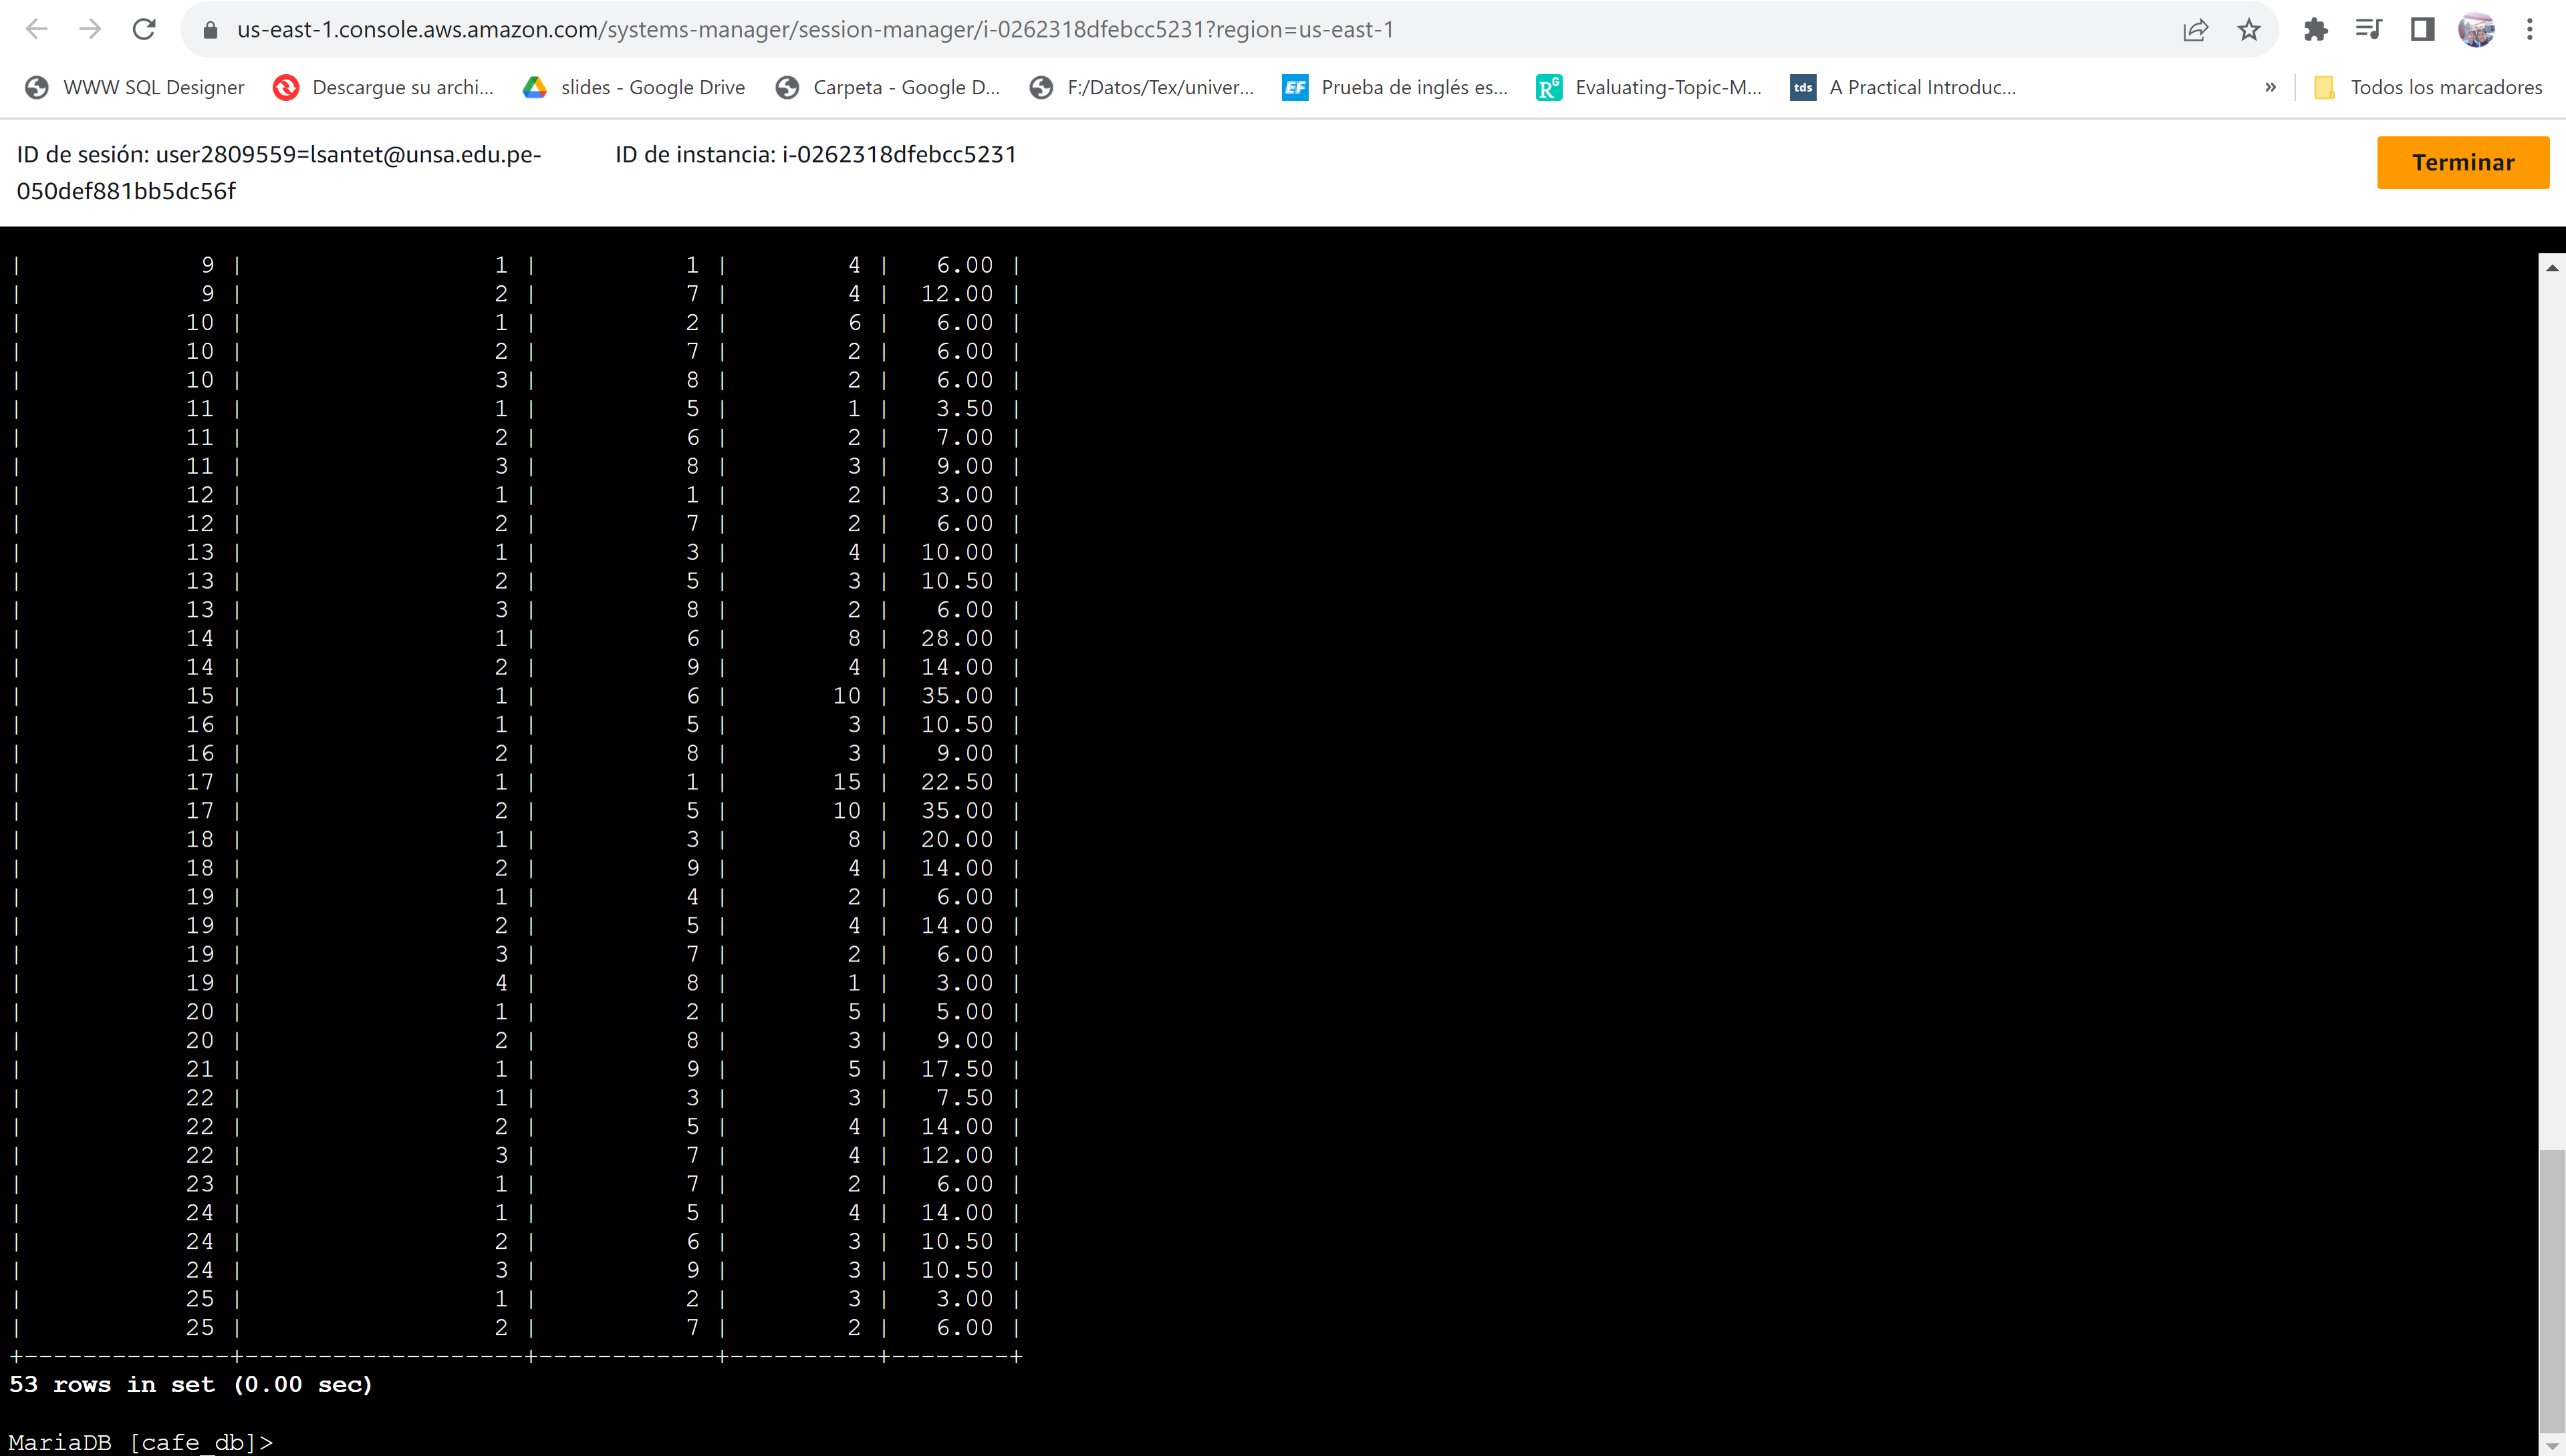 us-east-1.console.aws.amazon.com/systems-manager/session-manager/i-0262318dfebcc5231?region=us-east-1
WWW SQL Designer Descargue su archi... slides - Google Drive Carpeta - Google D... F:/Datos/Tex/univer... EF Prueba de inglés es... RG Evaluating-Topic-M... tds A Practical Introduc... » Todos los marcadores
ID de sesión: user2809559=lsantet@unsa.edu.pe-050def881bb5dc56f
ID de instancia: i-0262318dfebcc5231
Terminar
| 9 | 1 | 1 | 4 | 6.00 |
| 9 | 2 | 7 | 4 | 12.00 |
| 10 | 1 | 2 | 6 | 6.00 |
| 10 | 2 | 7 | 2 | 6.00 |
| 10 | 3 | 8 | 2 | 6.00 |
| 11 | 1 | 5 | 1 | 3.50 |
| 11 | 2 | 6 | 2 | 7.00 |
| 11 | 3 | 8 | 3 | 9.00 |
| 12 | 1 | 1 | 2 | 3.00 |
| 12 | 2 | 7 | 2 | 6.00 |
| 13 | 1 | 3 | 4 | 10.00 |
| 13 | 2 | 5 | 3 | 10.50 |
| 13 | 3 | 8 | 2 | 6.00 |
| 14 | 1 | 6 | 8 | 28.00 |
| 14 | 2 | 9 | 4 | 14.00 |
| 15 | 1 | 6 | 10 | 35.00 |
| 16 | 1 | 5 | 3 | 10.50 |
| 16 | 2 | 8 | 3 | 9.00 |
| 17 | 1 | 1 | 15 | 22.50 |
| 17 | 2 | 5 | 10 | 35.00 |
| 18 | 1 | 3 | 8 | 20.00 |
| 18 | 2 | 9 | 4 | 14.00 |
| 19 | 1 | 4 | 2 | 6.00 |
| 19 | 2 | 5 | 4 | 14.00 |
| 19 | 3 | 7 | 2 | 6.00 |
| 19 | 4 | 8 | 1 | 3.00 |
| 20 | 1 | 2 | 5 | 5.00 |
| 20 | 2 | 8 | 3 | 9.00 |
| 21 | 1 | 9 | 5 | 17.50 |
| 22 | 1 | 3 | 3 | 7.50 |
| 22 | 2 | 5 | 4 | 14.00 |
| 22 | 3 | 7 | 4 | 12.00 |
| 23 | 1 | 7 | 2 | 6.00 |
| 24 | 1 | 5 | 4 | 14.00 |
| 24 | 2 | 6 | 3 | 10.50 |
| 24 | 3 | 9 | 3 | 10.50 |
| 25 | 1 | 2 | 3 | 3.00 |
| 25 | 2 | 7 | 2 | 6.00 |
+--------------+-------------------+------------+----------+--------+
53 rows in set (0.00 sec)
MariaDB [cafe_db]>